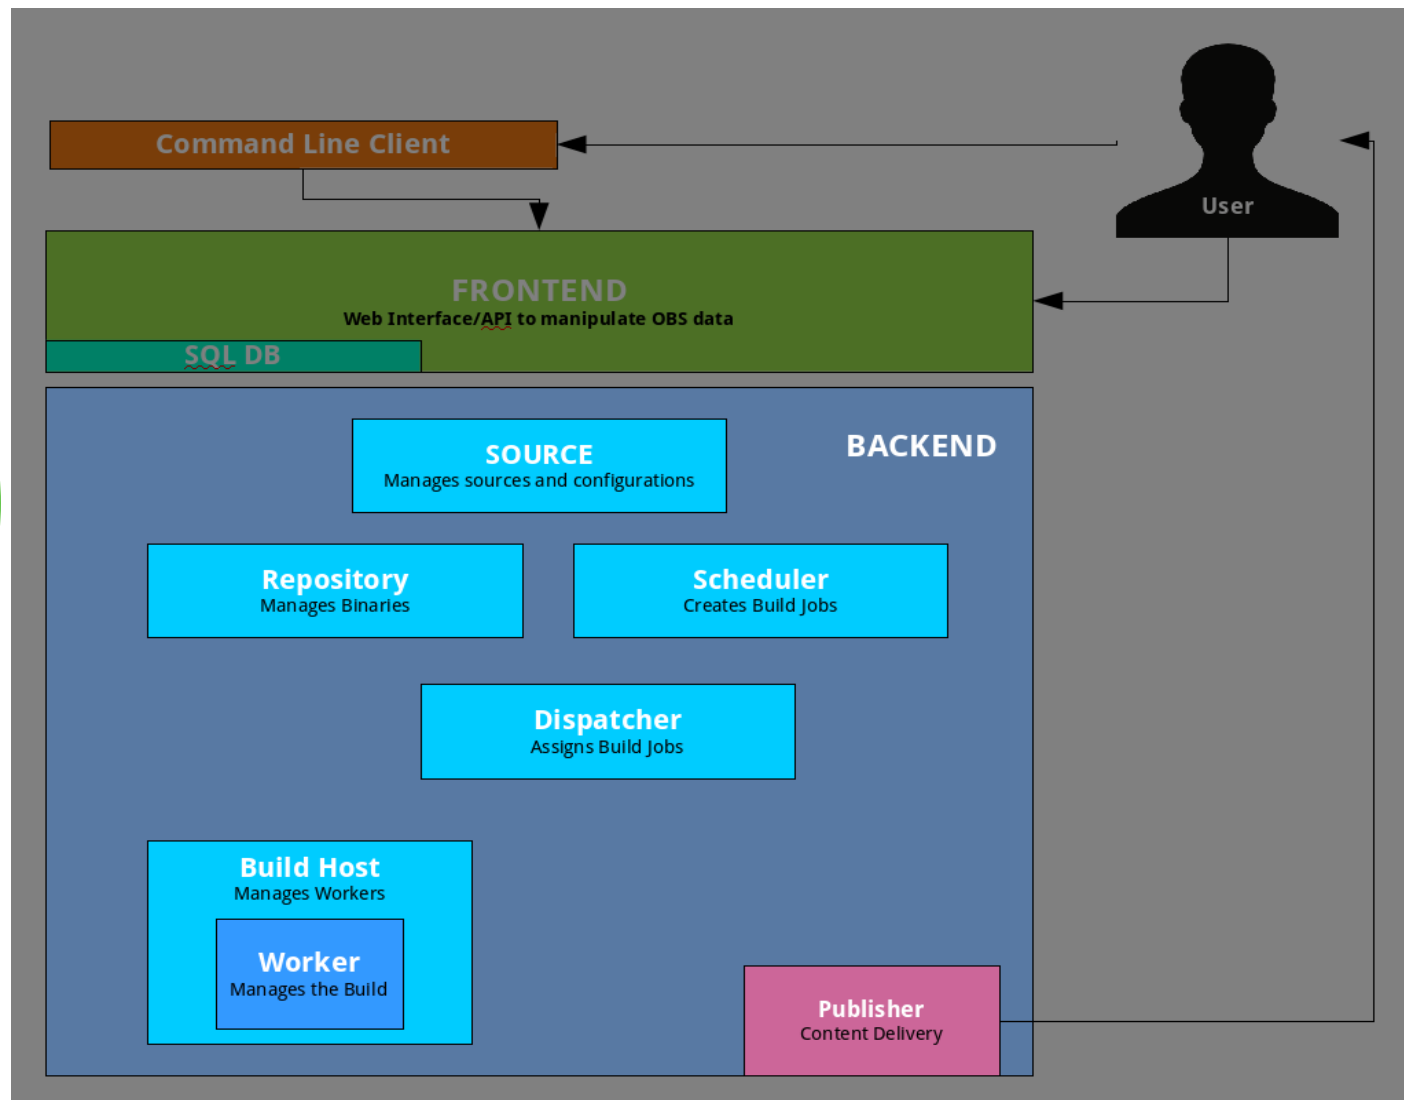 Command Line Client
User
FRONTEND
Web Interface/API to manipulate OBS data
SQL DB
BACKEND
SOURCE
Manages sources and configurations
Repository
Manages Binaries
Scheduler
Creates Build Jobs
Dispatcher
Assigns Build Jobs
Build Host
Manages Workers
Worker
Manages the Build
Publisher
Content Delivery